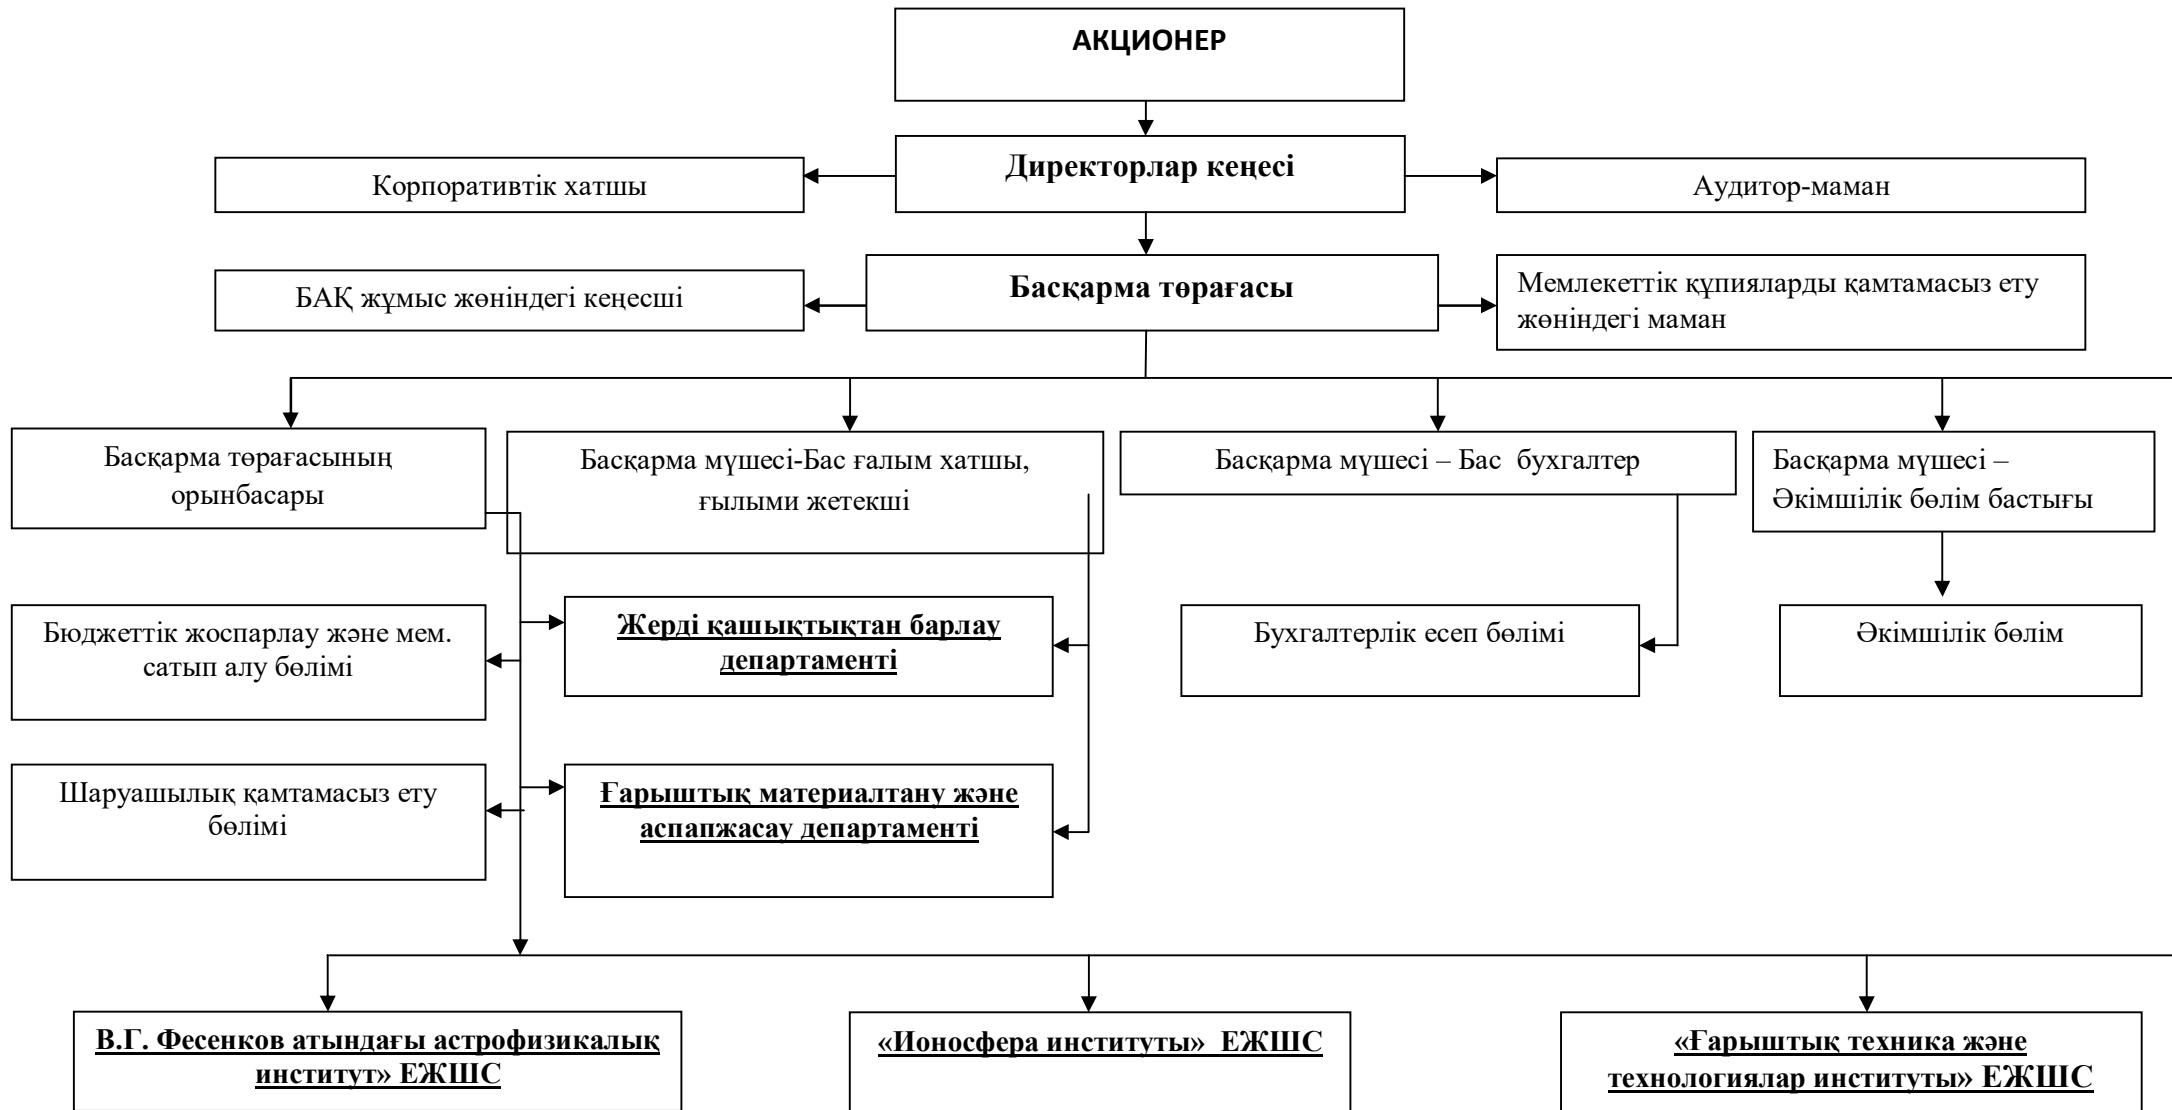 АКЦИОНЕР
Директорлар кеңесі
Корпоративтік хатшы
Аудитор-маман
Басқарма төрағасы
БАҚ жұмыс жөніндегі кеңесші
Мемлекеттік құпияларды қамтамасыз ету
жөніндегі маман
Басқарма төрағасының
орынбасары
Басқарма мүшесі-Бас ғалым хатшы,
ғылыми жетекші
Басқарма мүшесі – Бас бухгалтер
Басқарма мүшесі –
Әкімшілік бөлім бастығы
Бюджеттік жоспарлау және мем.
сатып алу бөлімі
Жерді қашықтықтан барлау
департаменті
Бухгалтерлік есеп бөлімі
Әкімшілік бөлім
Шаруашылық қамтамасыз ету
бөлімі
Ғарыштық материалтану және
аспапжасау департаменті
В.Г. Фесенков атындағы астрофизикалық
институт» ЕЖШС
«Ионосфера институты» ЕЖШС
«Ғарыштық техника және
технологиялар институты» ЕЖШС